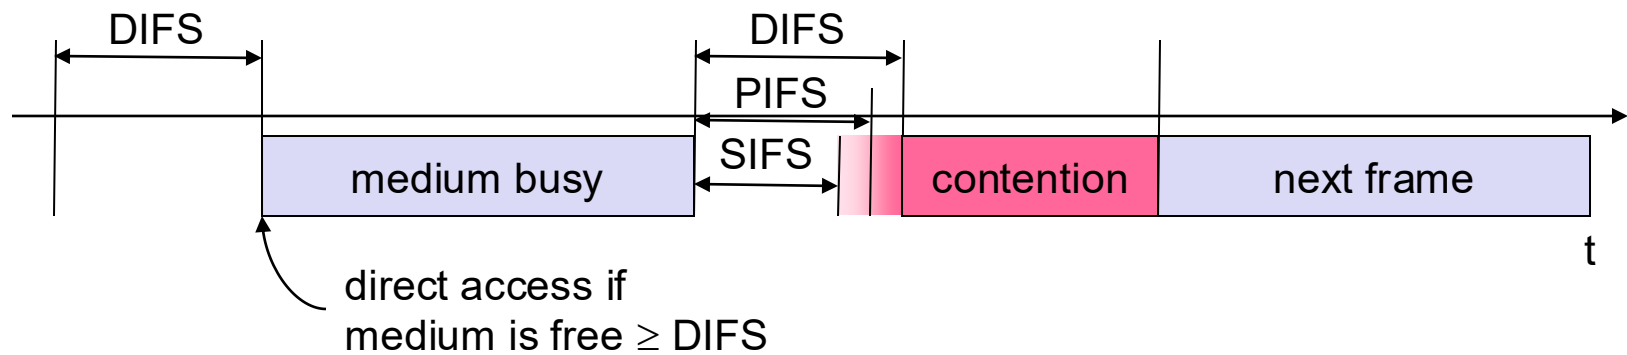 DIFS
DIFS
PIFS
SIFS
medium busy
contention
next frame
t
direct access if
medium is free ≥ DIFS